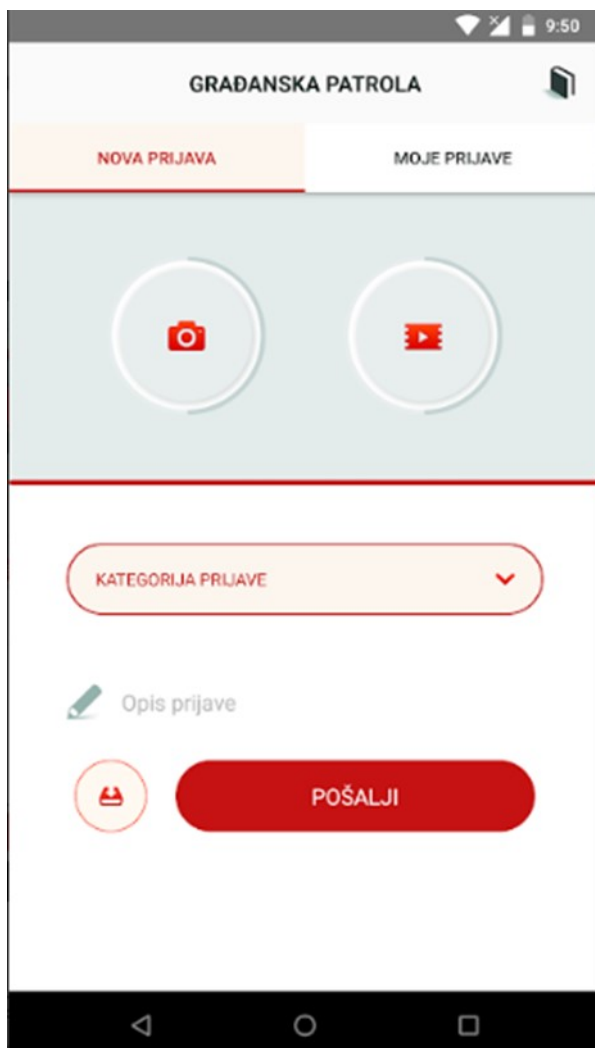 9:50
GRAĐANSKA PATROLA
NOVA PRIJAVA
MOJE PRIJAVE
KATEGORIJA PRIJAVE
Opis prijave
POŠALJI